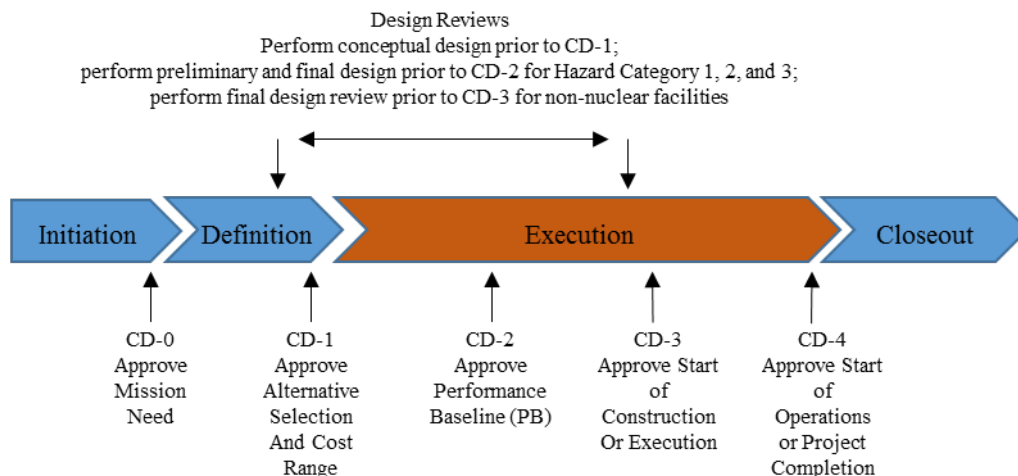 Design Reviews
Perform conceptual design prior to CD-1;
perform preliminary and final design prior to CD-2 for Hazard Category 1, 2, and 3;
perform final design review prior to CD-3 for non-nuclear facilities
Initiation
Definition
Execution
Closeout
CD-0
Approve
Mission
Need
CD-1
Approve
Alternative
Selection
And Cost
Range
CD-2
Approve
Performance
Baseline (PB)
CD-3
Approve Start
of
Construction
Or Execution
CD-4
Approve Start
of
Operations
or Project
Completion